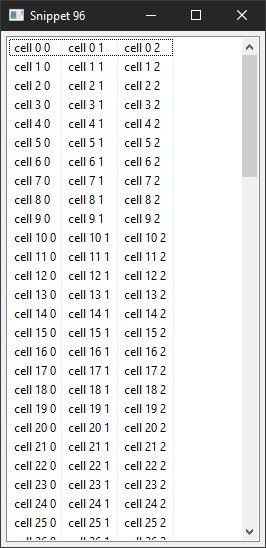 Snippet 96
cell 0 0 cell 0 1 cell 0 2
cell 1 0 cell 1 1 cell 1 2
cell 2 0 cell 2 1 cell 2 2
cell 3 0 cell 3 1 cell 3 2
cell 4 0 cell 4 1 cell 4 2
cell 5 0 cell 5 1 cell 5 2
cell 6 0 cell 6 1 cell 6 2
cell 7 0 cell 7 1 cell 7 2
cell 8 0 cell 8 1 cell 8 2
cell 9 0 cell 9 1 cell 9 2
cell 10 0 cell 10 1 cell 10 2
cell 11 0 cell 11 1 cell 11 2
cell 12 0 cell 12 1 cell 12 2
cell 13 0 cell 13 1 cell 13 2
cell 14 0 cell 14 1 cell 14 2
cell 15 0 cell 15 1 cell 15 2
cell 16 0 cell 16 1 cell 16 2
cell 17 0 cell 17 1 cell 17 2
cell 18 0 cell 18 1 cell 18 2
cell 19 0 cell 19 1 cell 19 2
cell 20 0 cell 20 1 cell 20 2
cell 21 0 cell 21 1 cell 21 2
cell 22 0 cell 22 1 cell 22 2
cell 23 0 cell 23 1 cell 23 2
cell 24 0 cell 24 1 cell 24 2
cell 25 0 cell 25 1 cell 25 2